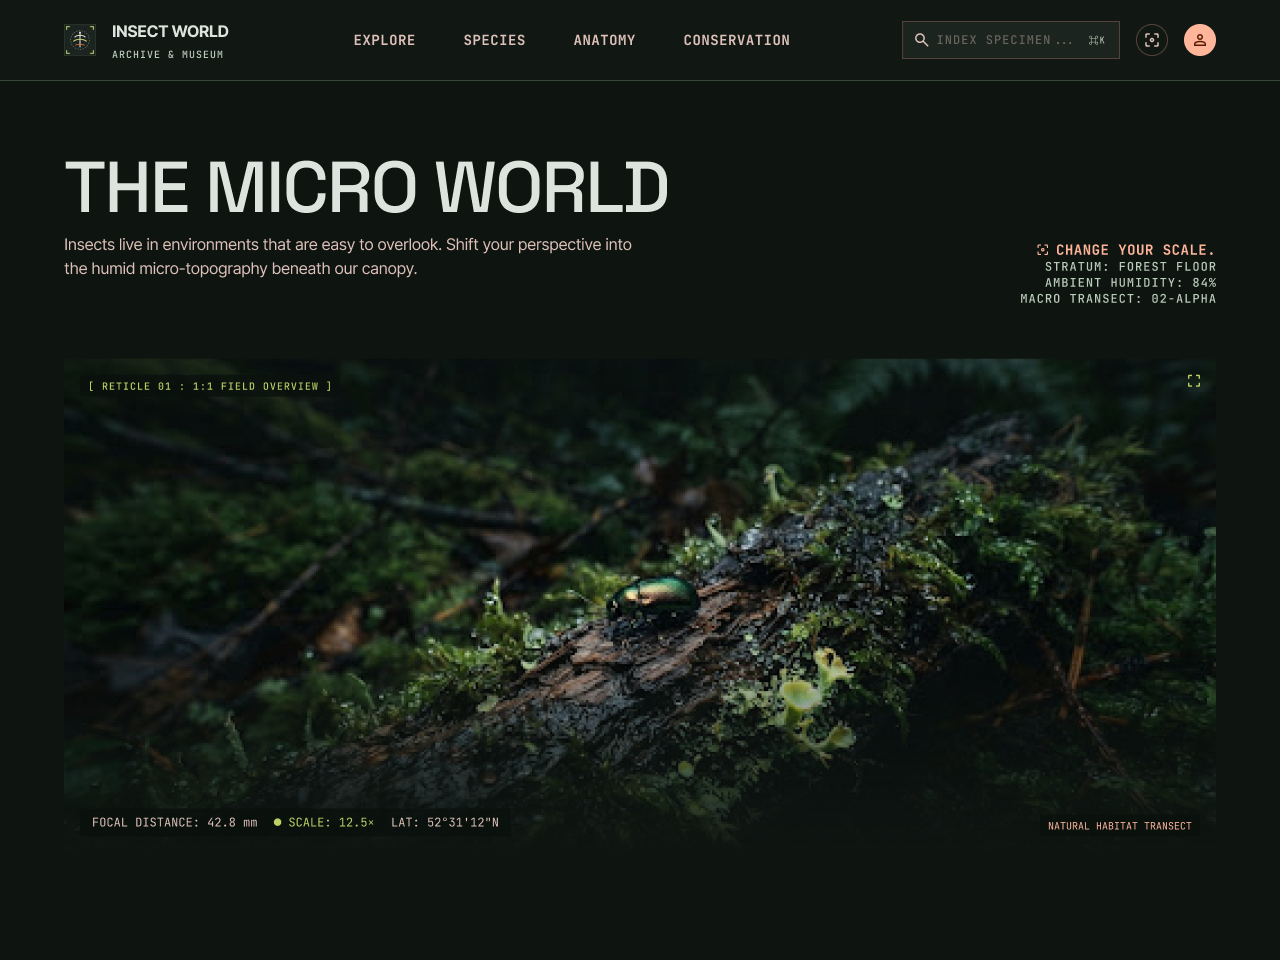 INSECT WORLD
ARCHIVE & MUSEUM
EXPLORE
SPECIES
ANATOMY
CONSERVATION
INDEX SPECIMEN...
⌘K
THE MICRO WORLD
Insects live in environments that are easy to overlook. Shift your perspective into
the humid micro-topography beneath our canopy.
CHANGE YOUR SCALE.
STRATUM: FOREST FLOOR
AMBIENT HUMIDITY: 84%
MACRO TRANSECT: 02-ALPHA
[ RETICLE 01 : 1:1 FIELD OVERVIEW ]
FOCAL DISTANCE: 42.8 mm
SCALE: 12.5×
LAT: 52°31'12"N
NATURAL HABITAT TRANSECT